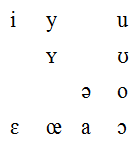 i y u
ʏ ʊ
ə o
ɛ œ a ɔ